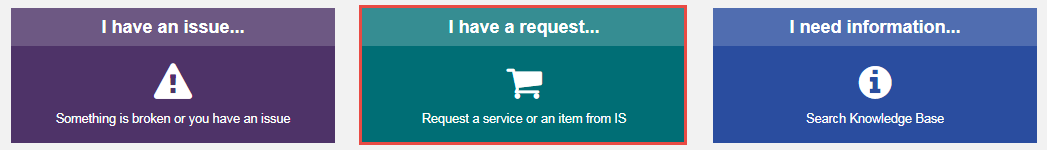 I have an issue...
Something is broken or you have an issue
I have a request...
Request a service or an item from IS
I need information...
Search Knowledge Base